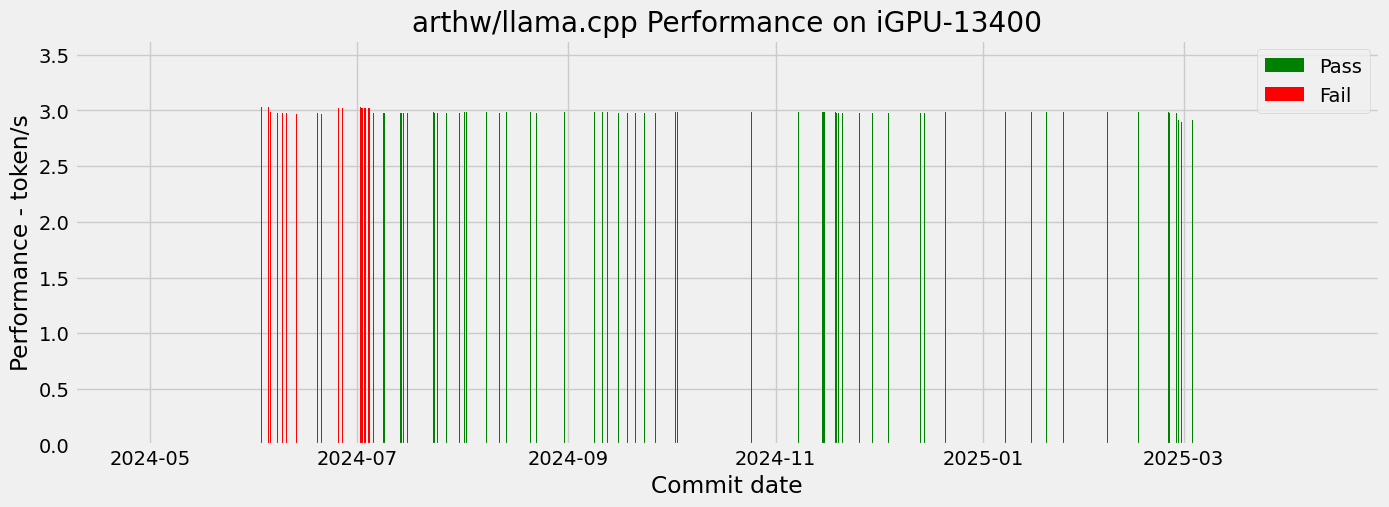 arthw/llama.cpp Performance on iGPU-13400
Performance - token/s
3.5
3.0
2.5
2.0
1.5
1.0
0.5
0.0
Pass
Fail
2024-05
2024-07
2024-09
2024-11
2025-01
2025-03
Commit date